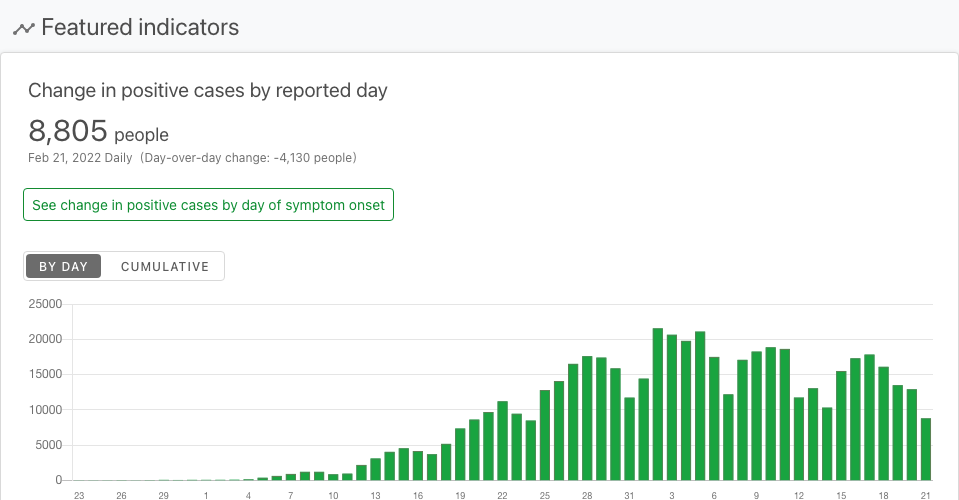 Featured indicators
Change in positive cases by reported day
8,805 people
Feb 21, 2022 Daily (Day-over-day change: -4,130 people)
See change in positive cases by day of symptom onset
BY DAY CUMULATIVE
25000
20000
15000
10000
5000
0
23 26 29 1 4 7 10 13 16 19 22 25 28 31 3 6 9 12 15 18 21